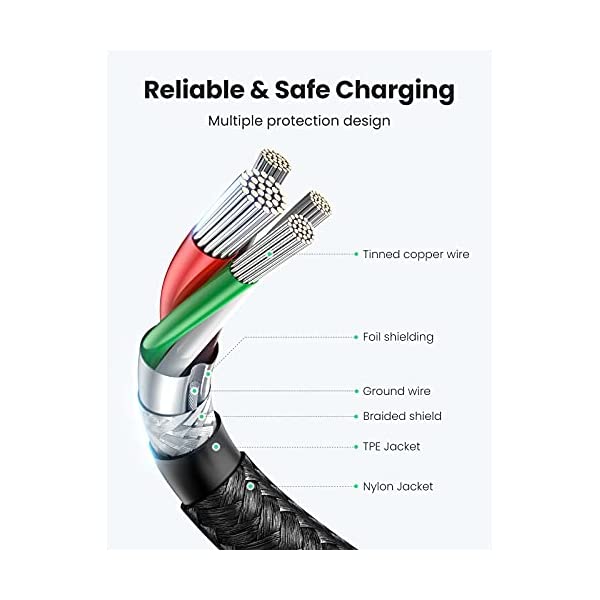 Reliable & Safe Charging
Multiple protection design
Tinned copper wire
Foil shielding
Ground wire
Braided shield
TPE Jacket
Nylon Jacket